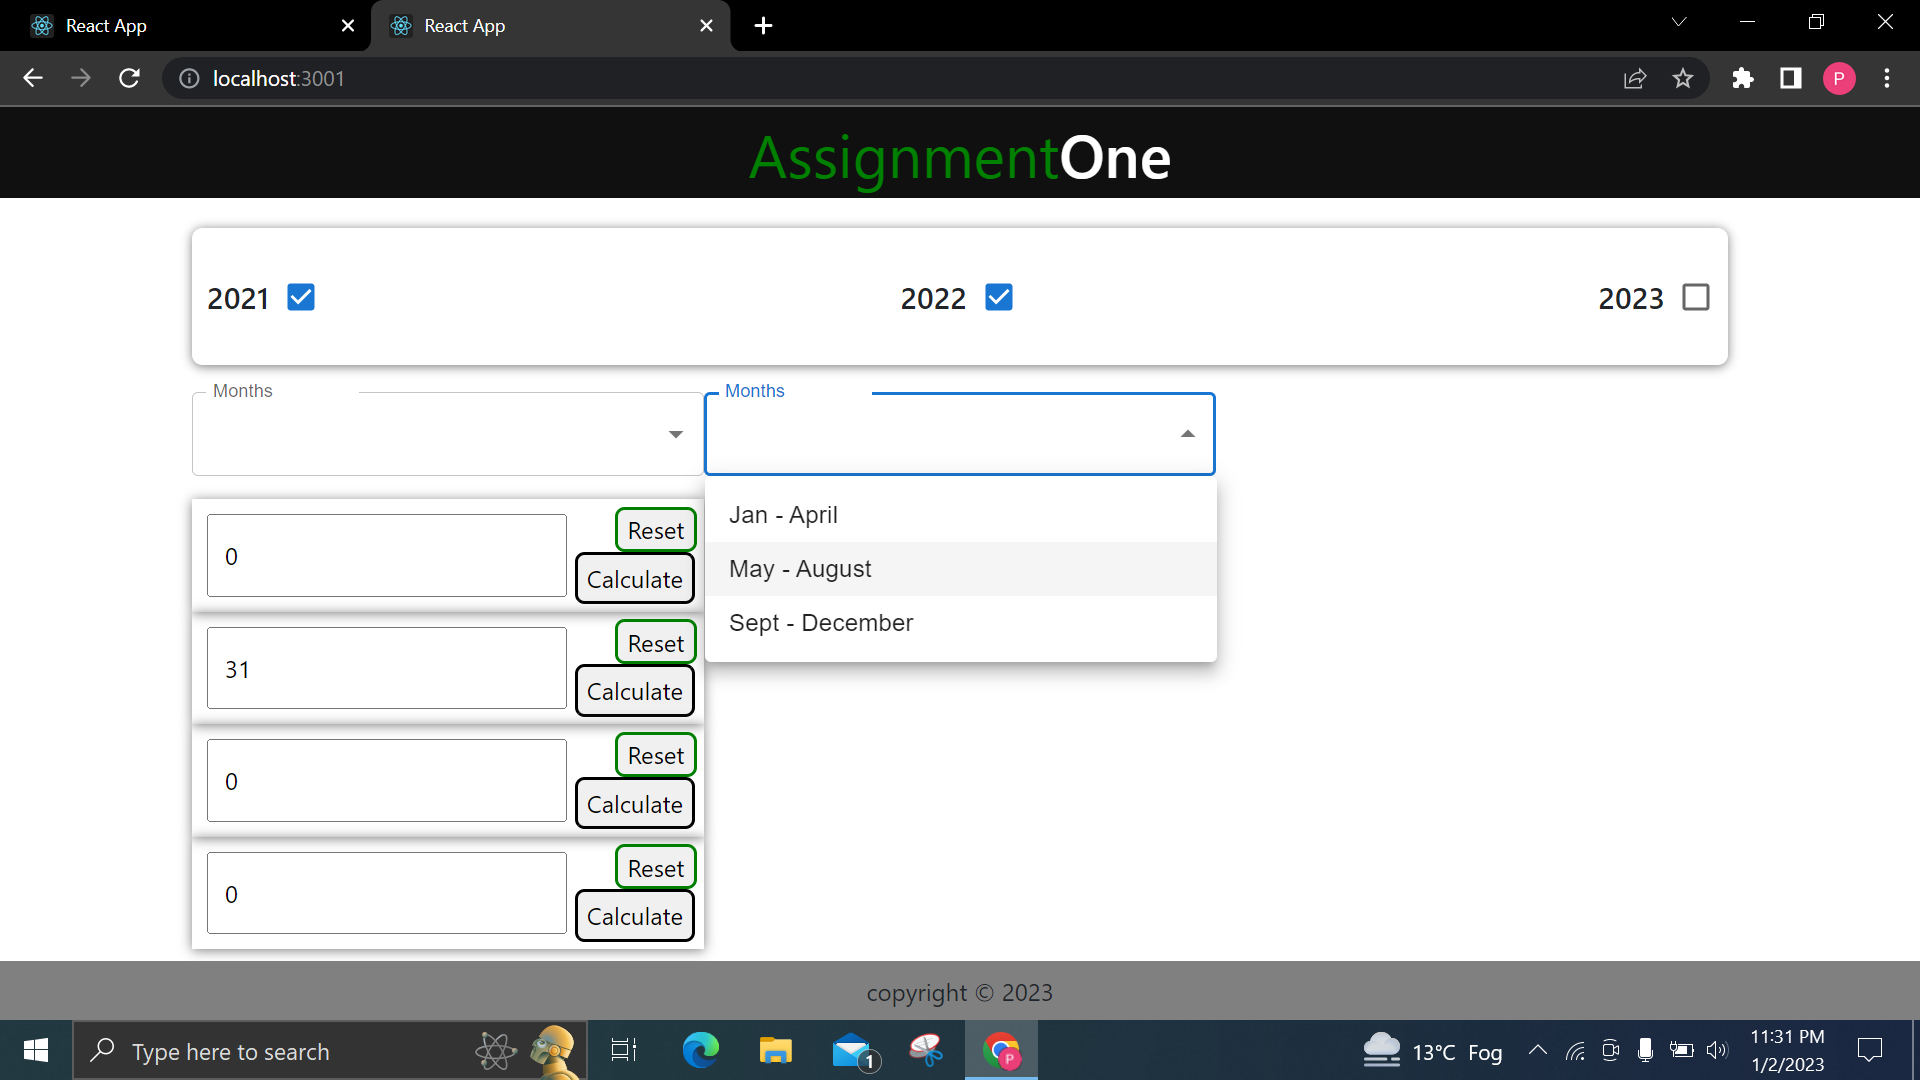 React App
React App
localhost:3001
P
AssignmentOne
2021
2022
2023
Months
Months
Jan - April
May - August
Sept - December
0
Reset
Calculate
31
Reset
Calculate
0
Reset
Calculate
0
Reset
Calculate
copyright © 2023
Type here to search
1
P
13°C Fog
11:31 PM
1/2/2023